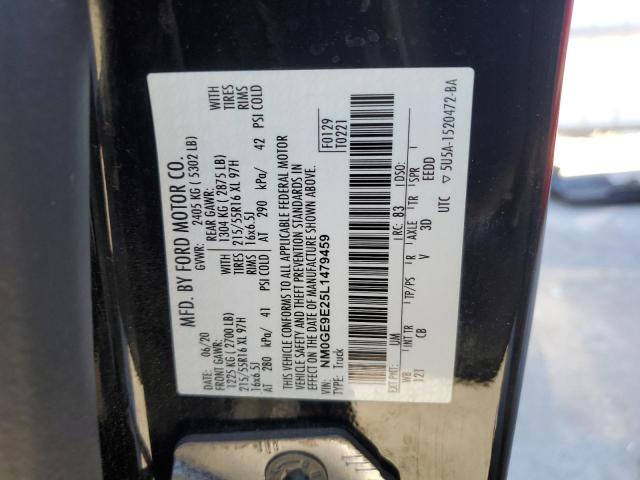 MFD. BY FORD MOTOR CO.
06/20 GVWR: 2405 KG ( 5302 LB)
FRONT GAWR: REAR GAWR:
1225 KG ( 2700 LB) 1304 KG ( 2875 LB) WITH
215/55R16 XL 97H 215/55R16 XL 97H TIRES
16x6.5J 16x6.5J RIMS
AT 280 kPa/ 41 PSI COLD AT 290 kPa/ 42 PSI COLD
WITH
TIRES
RIMS
THIS VEHICLE CONFORMS TO ALL APPLICABLE FEDERAL MOTOR
VEHICLE SAFETY AND THEFT PREVENTION STANDARDS IN
EFFECT ON THE DATE OF MANUFACTURE SHOWN ABOVE.
F0129
T0221
VIN: NM0GE9E25L1479459
TYPE: Truck
EXT PNT: UM RC: 83 DSO:
WB INT TR TP/PS R AXLE TR SPR
121 CB V 3D EEDD
UTC ▽ 5U5A-1520472-BA